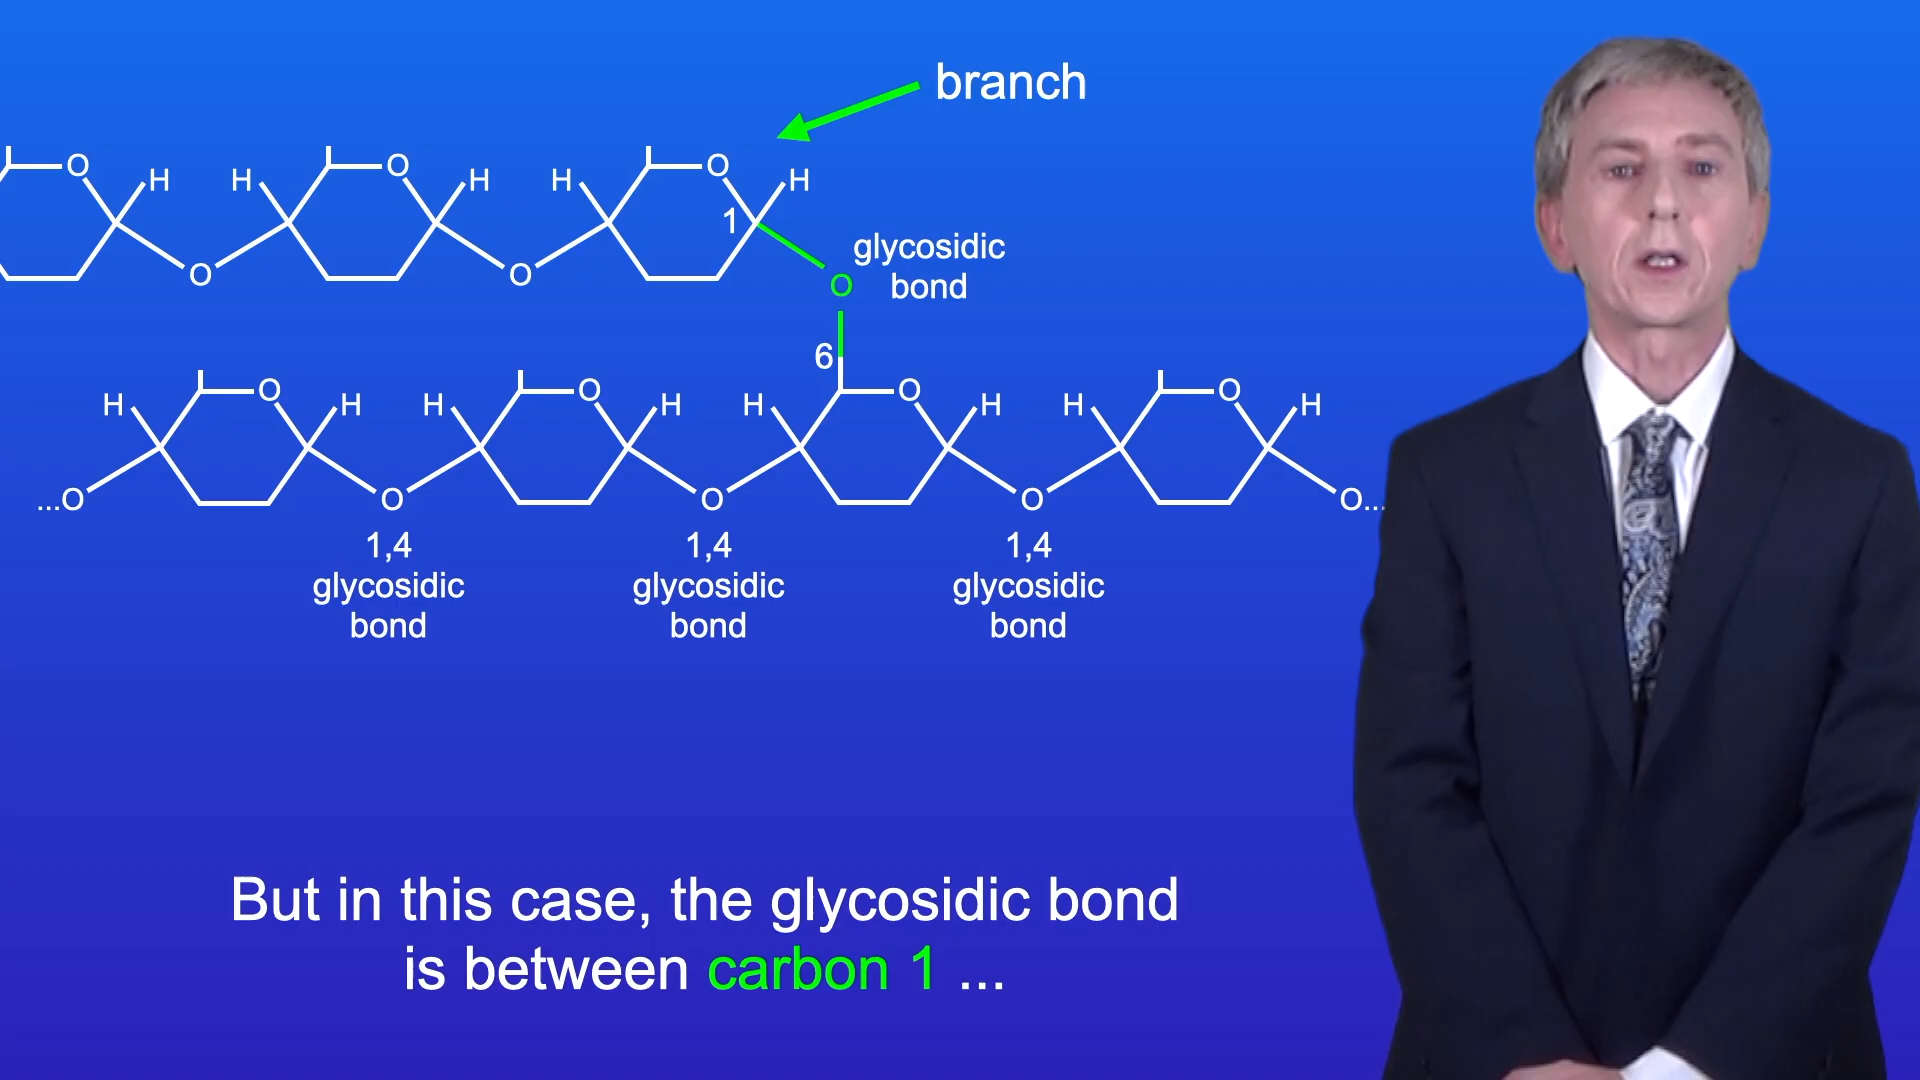 branch
O H H O H H O H
1
glycosidic
bond
O O O
6
H O H H O H H O H H O H
...O O O O O...
1,4 1,4 1,4
glycosidic glycosidic glycosidic
bond bond bond
But in this case, the glycosidic bond
is between carbon 1 ...